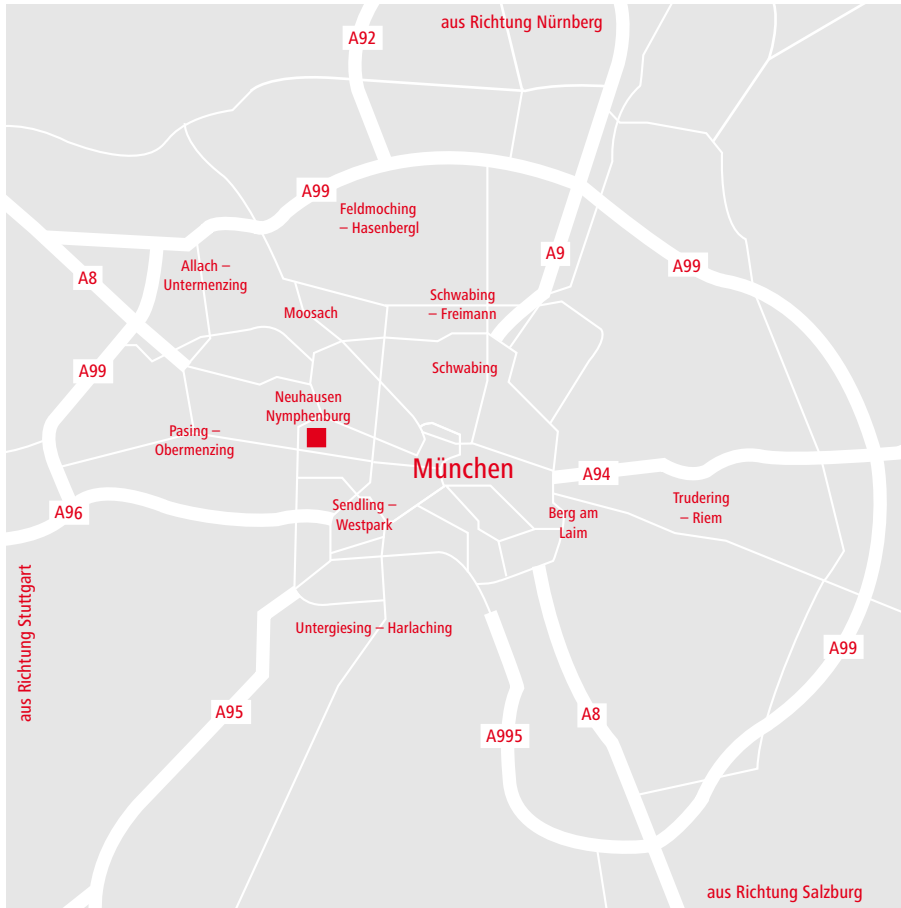 aus Richtung Nürnberg
A92
A99
Feldmoching
– Hasenbergl
A9
A99
Allach –
Untermenzing
A8
Schwabing
– Freimann
Moosach
A99
Schwabing
Neuhausen
Nymphenburg
Pasing –
Obermenzing
München
A94
Trudering
– Riem
A96
Sendling –
Westpark
Berg am
Laim
aus Richtung Stuttgart
Untergiesing – Harlaching
A99
A95
A8
A995
aus Richtung Salzburg